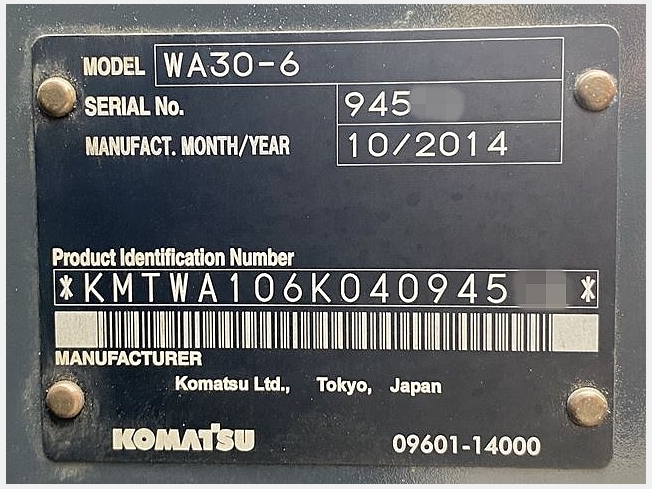 MODEL WA30-6
SERIAL No. 945
MANUFACT. MONTH/YEAR 10/2014
Product Identification Number
*KMTWA106K040945 *
MANUFACTURER
Komatsu Ltd., Tokyo, Japan
KOMATSU 09601-14000